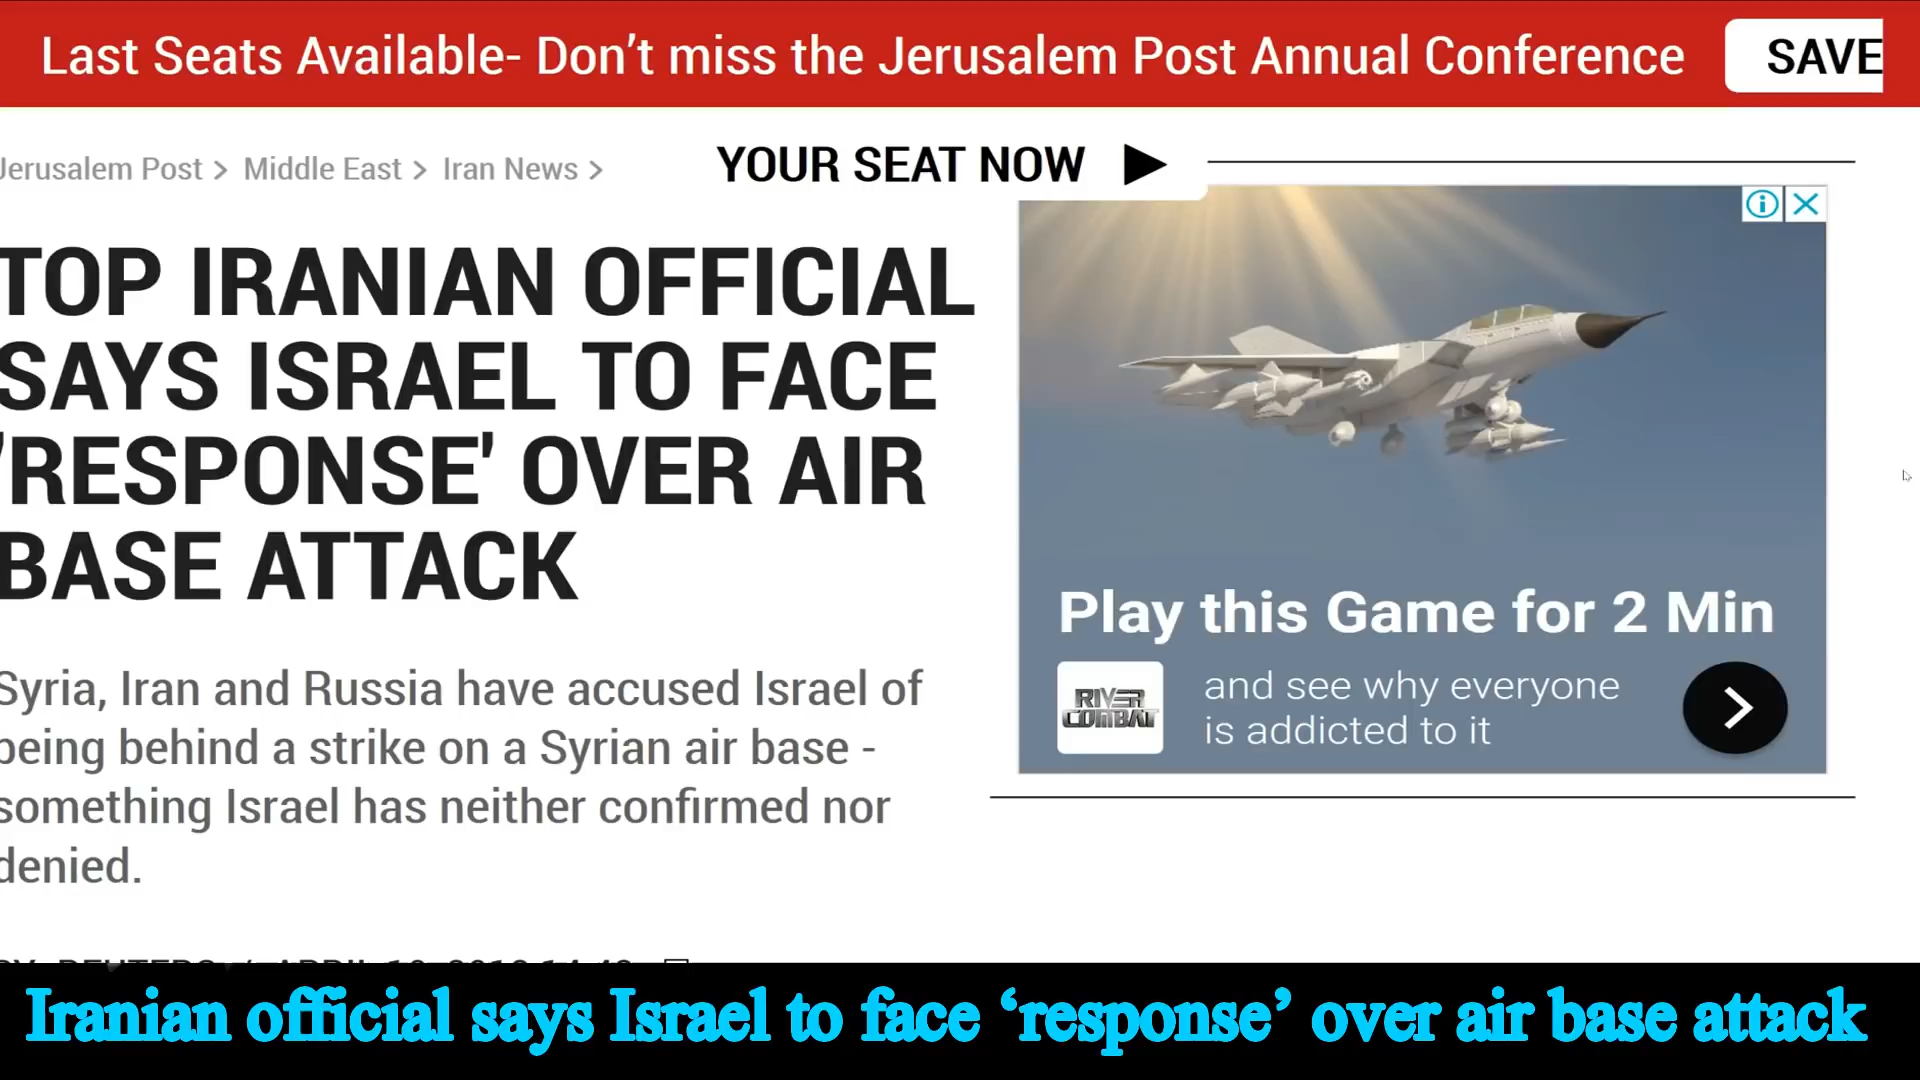 Last Seats Available- Don't miss the Jerusalem Post Annual Conference
SAVE
YOUR SEAT NOW
Jerusalem Post > Middle East > Iran News >
TOP IRANIAN OFFICIAL
SAYS ISRAEL TO FACE
'RESPONSE' OVER AIR
BASE ATTACK
Syria, Iran and Russia have accused Israel of
being behind a strike on a Syrian air base -
something Israel has neither confirmed nor
denied.
Play this Game for 2 Min
RIVER
COMBAT
and see why everyone
is addicted to it
Iranian official says Israel to face ‘response’ over air base attack